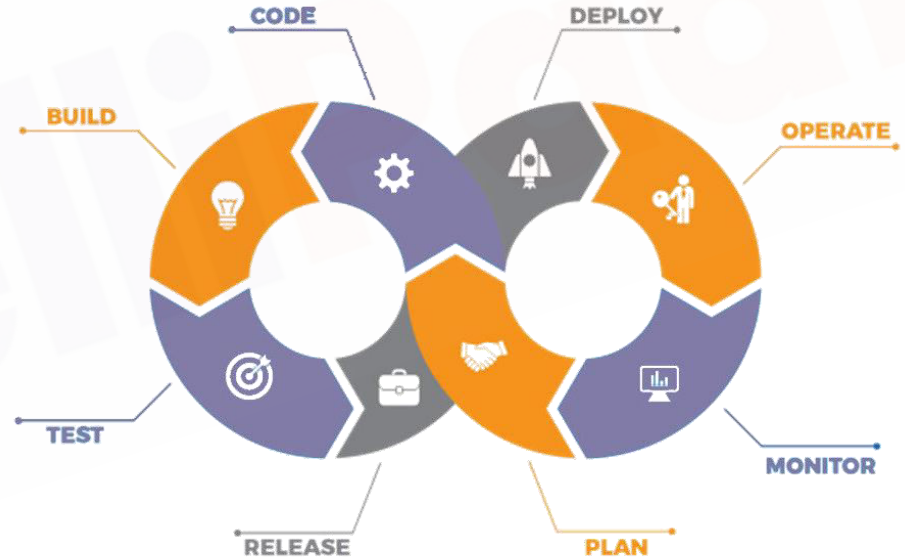 CODE
DEPLOY
BUILD
OPERATE
TEST
MONITOR
RELEASE
PLAN